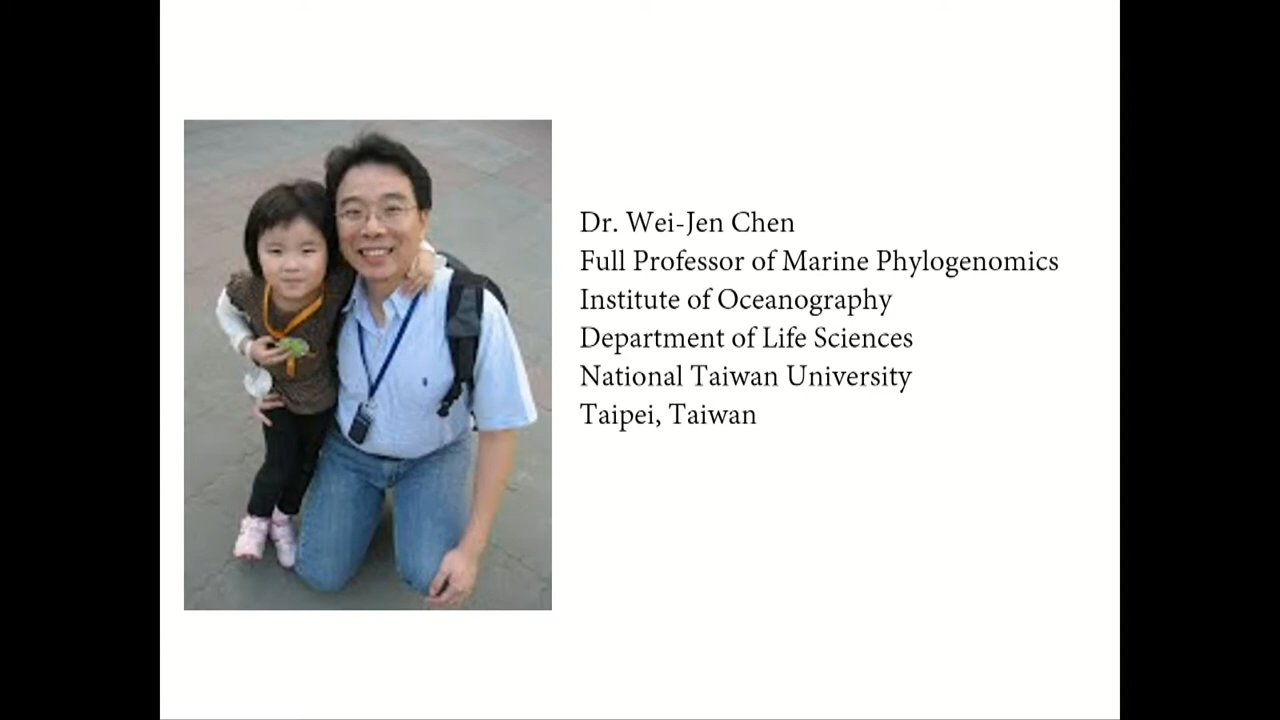 Dr. Wei-Jen Chen
Full Professor of Marine Phylogenomics
Institute of Oceanography
Department of Life Sciences
National Taiwan University
Taipei, Taiwan